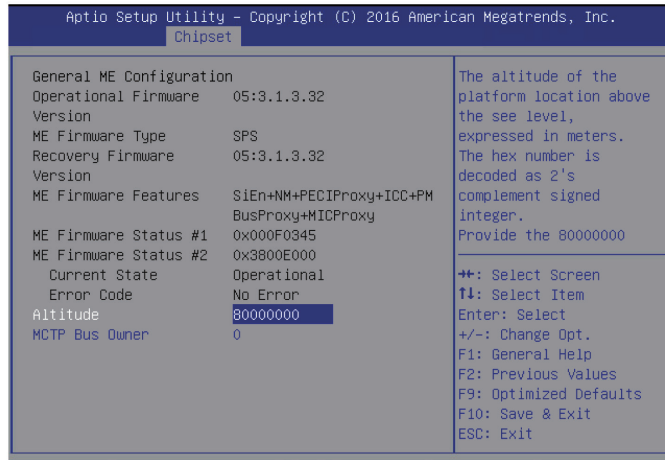 Aptio Setup Utility – Copyright (C) 2016 American Megatrends, Inc.
Chipset
General ME Configuration
Operational Firmware 05:3.1.3.32
Version
ME Firmware Type SPS
Recovery Firmware 05:3.1.3.32
Version
ME Firmware Features SiEn+NM+PECIProxy+ICC+PM
BusProxy+MICProxy
ME Firmware Status #1 0x000F0345
ME Firmware Status #2 0x3800E000
Current State Operational
Error Code No Error
Altitude 80000000
MCTP Bus Owner 0
The altitude of the
platform location above
the see level,
expressed in meters.
The hex number is
decoded as 2's
complement signed
integer.
Provide the 80000000
→←: Select Screen
↑↓: Select Item
Enter: Select
+/-: Change Opt.
F1: General Help
F2: Previous Values
F9: Optimized Defaults
F10: Save & Exit
ESC: Exit